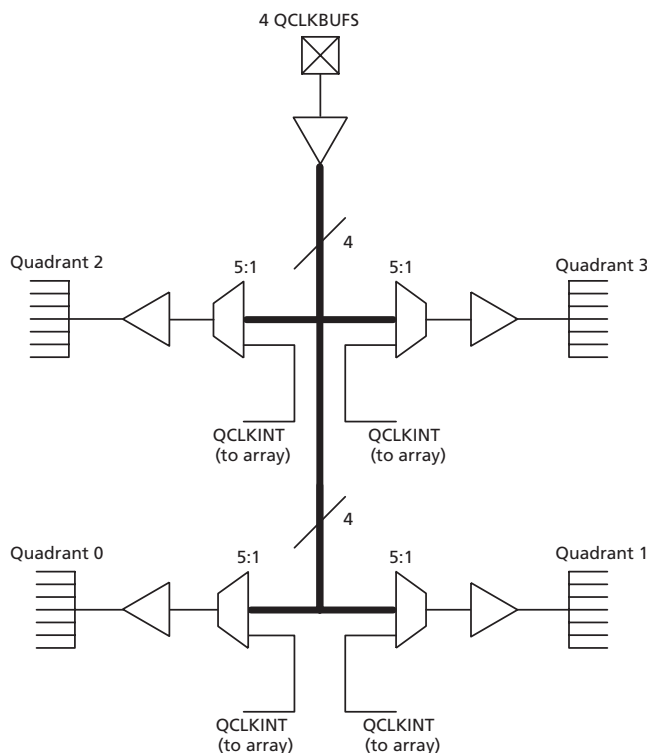 4 QCLKBUFS
4
Quadrant 2
5:1
5:1
Quadrant 3
QCLKINT
(to array)
QCLKINT
(to array)
4
Quadrant 0
5:1
5:1
Quadrant 1
QCLKINT
(to array)
QCLKINT
(to array)